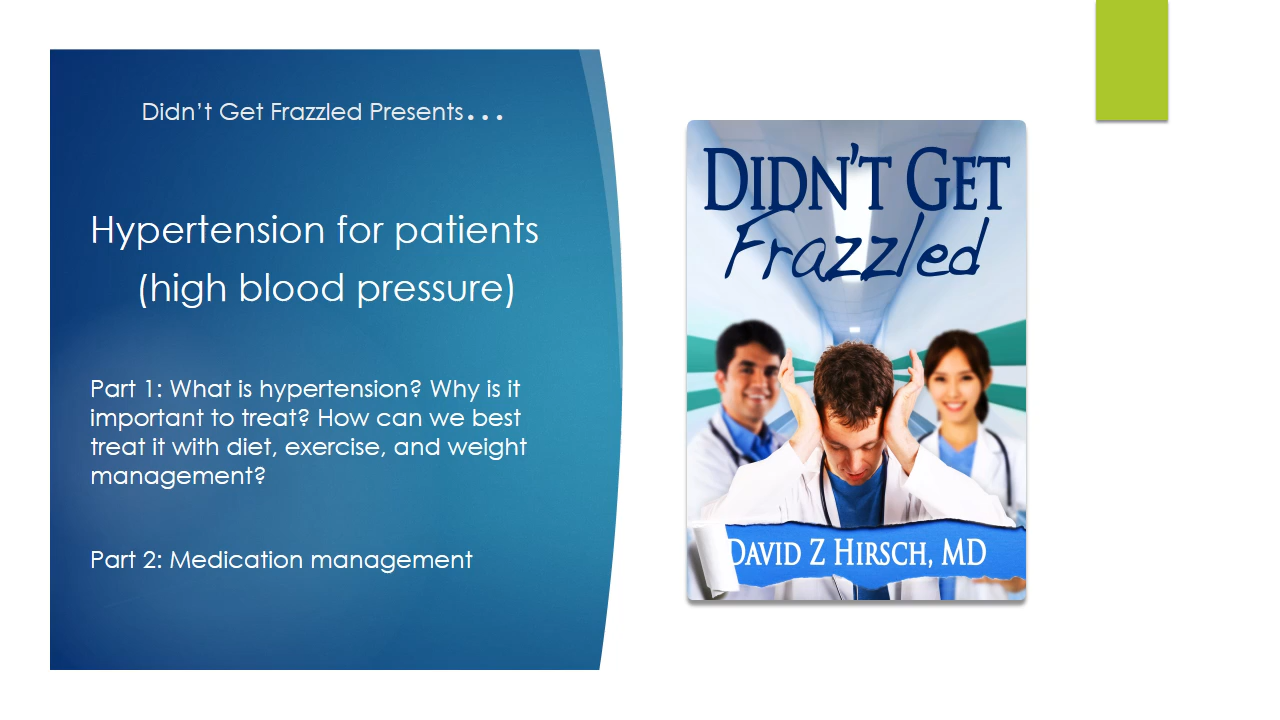 Didn’t Get Frazzled Presents...
Hypertension for patients
(high blood pressure)
Part 1: What is hypertension? Why is it
important to treat? How can we best
treat it with diet, exercise, and weight
management?
Part 2: Medication management
DIDN'T GET
Frazzled
DAVID Z HIRSCH, MD